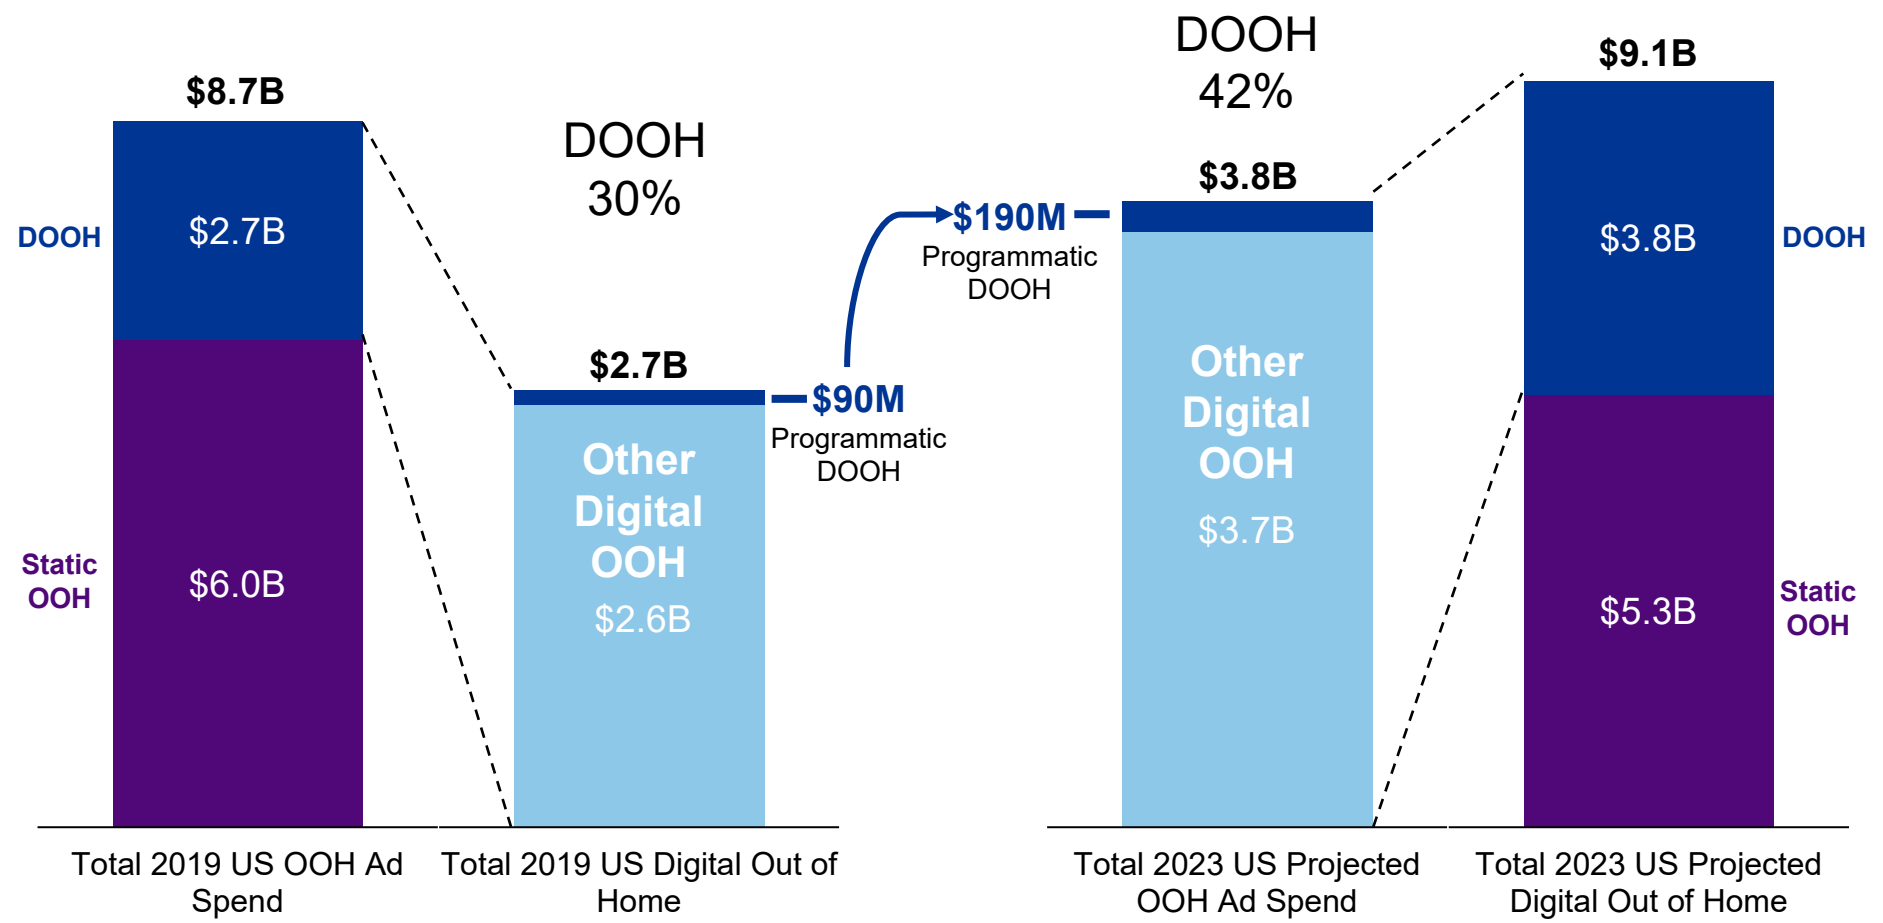 DOOH
42%
$9.1B
$8.7B
DOOH
30%
$3.8B
$190M
Programmatic
DOOH
DOOH
$2.7B
$3.8B
DOOH
$2.7B
$90M
Programmatic
DOOH
Other
Digital
OOH
$3.7B
Other
Digital
OOH
$2.6B
Static
OOH
$6.0B
$5.3B
Static
OOH
Total 2019 US OOH Ad
Spend
Total 2019 US Digital Out of
Home
Total 2023 US Projected
OOH Ad Spend
Total 2023 US Projected
Digital Out of Home